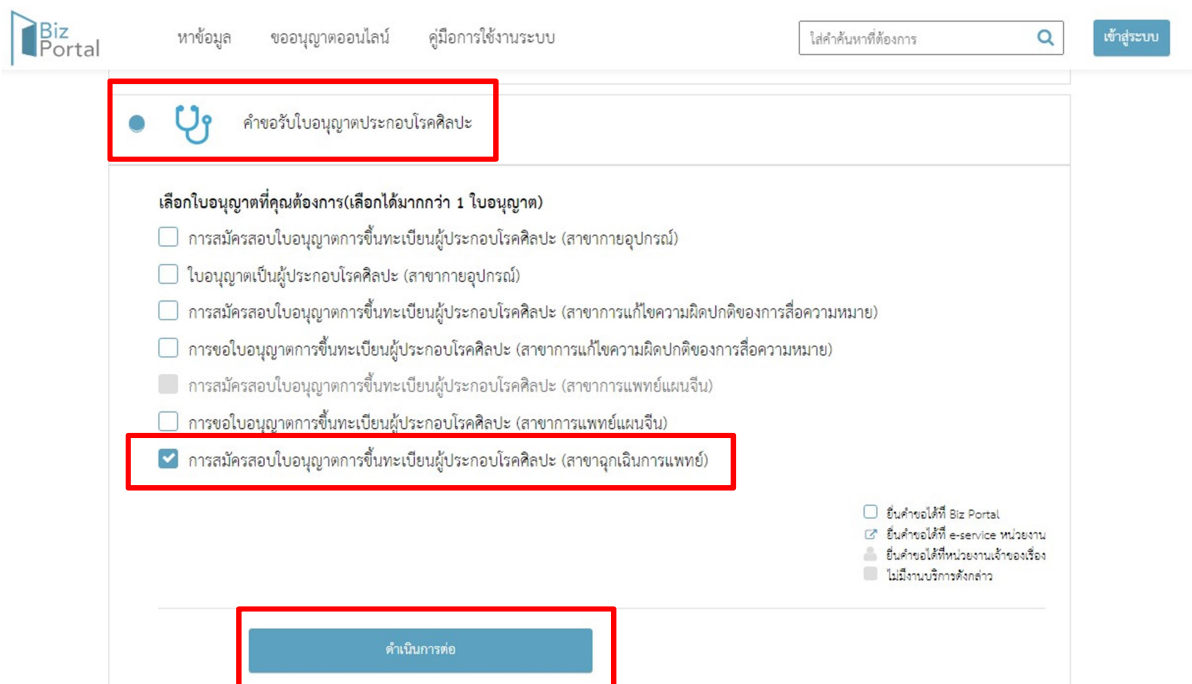 Biz
Portal
หาข้อมูล ขออนุญาตออนไลน์ คู่มือการใช้งานระบบ ใส่คำค้นหาที่ต้องการ เข้าสู่ระบบ
คำขอรับใบอนุญาตประกอบโรคศิลปะ
เลือกใบอนุญาตที่คุณต้องการ(เลือกได้มากกว่า 1 ใบอนุญาต)
การสมัครสอบใบอนุญาตการขึ้นทะเบียนผู้ประกอบโรคศิลปะ (สาขากายอุปกรณ์)
ใบอนุญาตเป็นผู้ประกอบโรคศิลปะ (สาขากายอุปกรณ์)
การสมัครสอบใบอนุญาตการขึ้นทะเบียนผู้ประกอบโรคศิลปะ (สาขาการแก้ไขความผิดปกติของการสื่อความหมาย)
การขอใบอนุญาตการขึ้นทะเบียนผู้ประกอบโรคศิลปะ (สาขาการแก้ไขความผิดปกติของการสื่อความหมาย)
การสมัครสอบใบอนุญาตการขึ้นทะเบียนผู้ประกอบโรคศิลปะ (สาขาการแพทย์แผนจีน)
การขอใบอนุญาตการขึ้นทะเบียนผู้ประกอบโรคศิลปะ (สาขาการแพทย์แผนจีน)
การสมัครสอบใบอนุญาตการขึ้นทะเบียนผู้ประกอบโรคศิลปะ (สาขาฉุกเฉินการแพทย์)
ยื่นคำขอได้ที่ Biz Portal
ยื่นคำขอได้ที่ e-service หน่วยงาน
ยื่นคำขอได้ที่หน่วยงานเจ้าของเรื่อง
ไม่มีงานบริการดังกล่าว
ดำเนินการต่อ